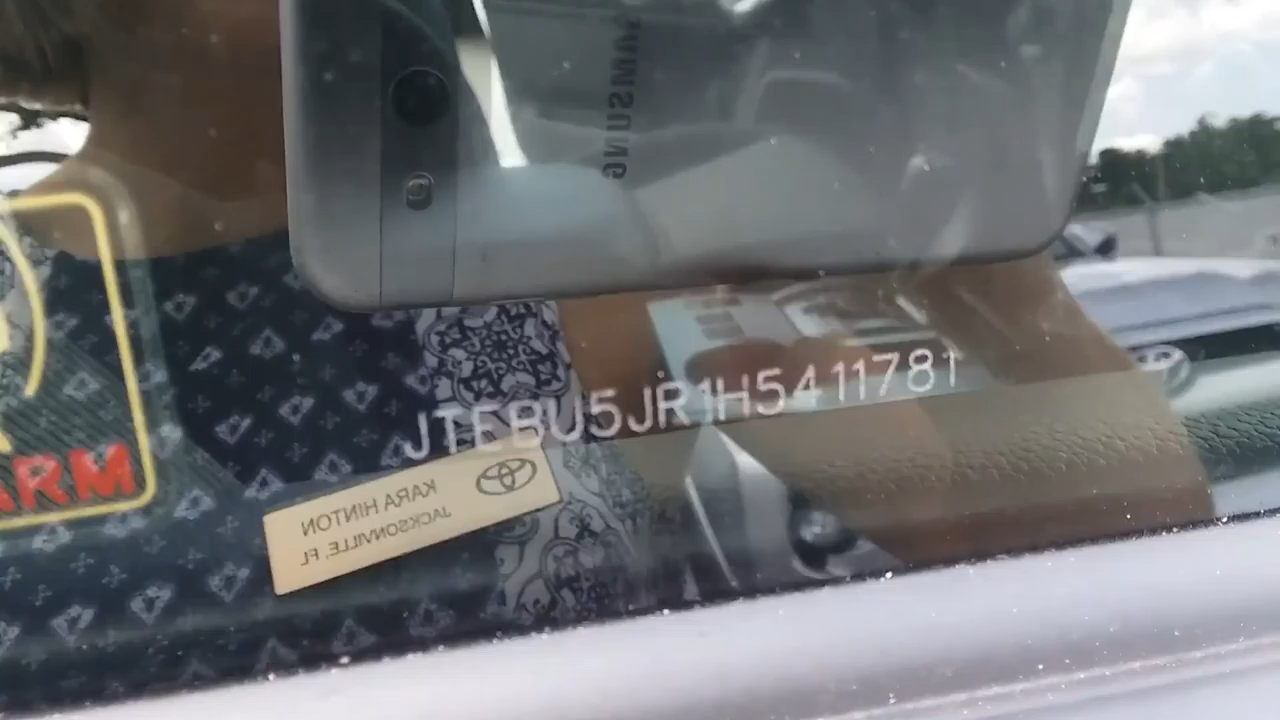 SAMSUNG
JTEBU5JR1H5411781
ARM
KARA HINTON
JACKSONVILLE, FL